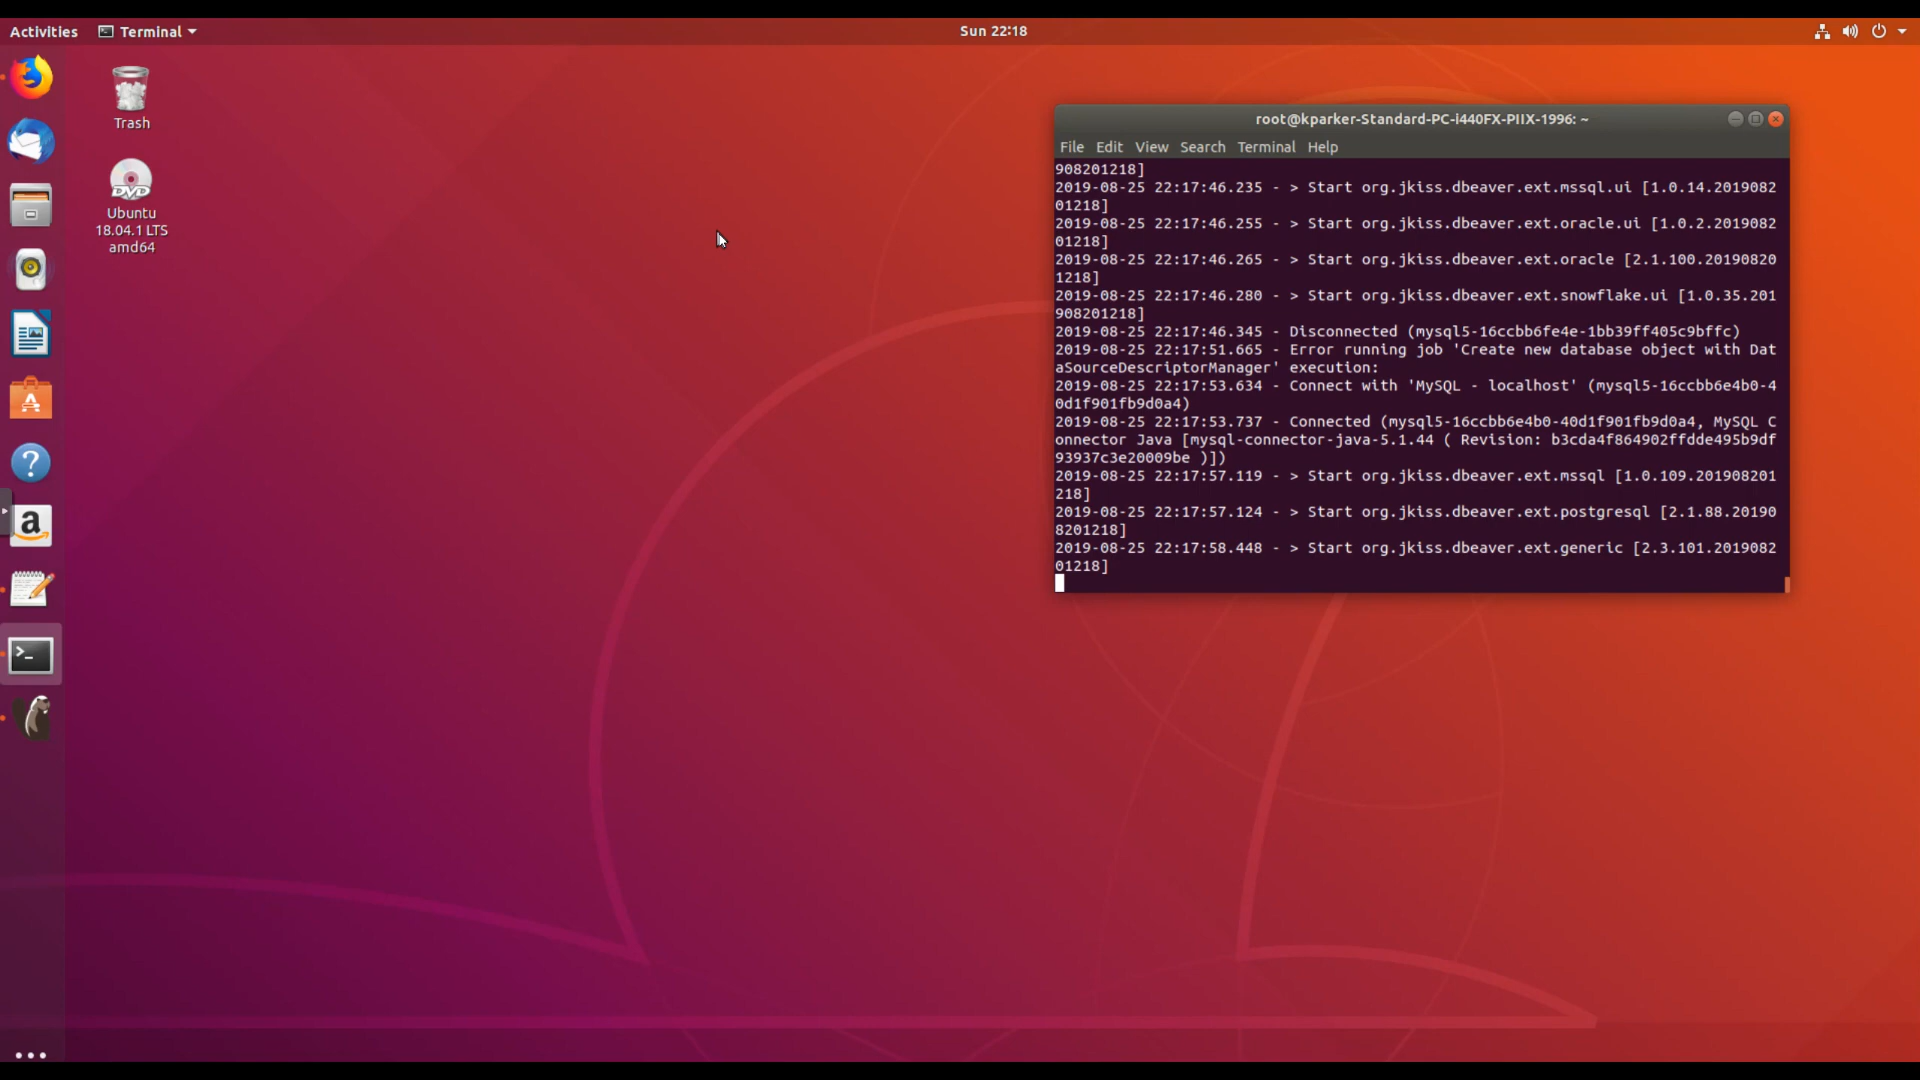 Activities
Terminal
Sun 22:18
Trash
DVD
Ubuntu
18.04.1 LTS
amd64
root@kparker-Standard-PC-i440FX-PIIX-1996: ~
File Edit View Search Terminal Help
908201218]
2019-08-25 22:17:46.235 - > Start org.jkiss.dbeaver.ext.mssql.ui [1.0.14.2019082
01218]
2019-08-25 22:17:46.255 - > Start org.jkiss.dbeaver.ext.oracle.ui [1.0.2.2019082
01218]
2019-08-25 22:17:46.265 - > Start org.jkiss.dbeaver.ext.oracle [2.1.100.20190820
1218]
2019-08-25 22:17:46.280 - > Start org.jkiss.dbeaver.ext.snowflake.ui [1.0.35.201
908201218]
2019-08-25 22:17:46.345 - Disconnected (mysql5-16ccbb6fe4e-1bb39ff405c9bffc)
2019-08-25 22:17:51.665 - Error running job 'Create new database object with Dat
aSourceDescriptorManager' execution:
2019-08-25 22:17:53.634 - Connect with 'MySQL - localhost' (mysql5-16ccbb6e4b0-4
0d1f901fb9d0a4)
2019-08-25 22:17:53.737 - Connected (mysql5-16ccbb6e4b0-40d1f901fb9d0a4, MySQL C
onnector Java [mysql-connector-java-5.1.44 ( Revision: b3cda4f864902ffdde495b9df
93937c3e20009be )])
2019-08-25 22:17:57.119 - > Start org.jkiss.dbeaver.ext.mssql [1.0.109.201908201
218]
2019-08-25 22:17:57.124 - > Start org.jkiss.dbeaver.ext.postgresql [2.1.88.20190
8201218]
2019-08-25 22:17:58.448 - > Start org.jkiss.dbeaver.ext.generic [2.3.101.2019082
01218]